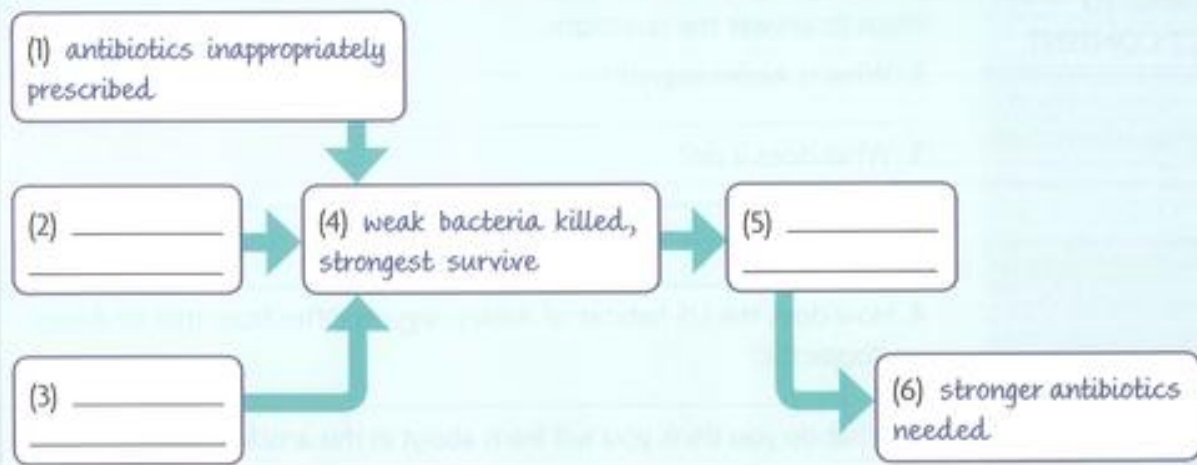 (1) antibiotics inappropriately
prescribed
(2)
(4) weak bacteria killed,
strongest survive
(5)
(3)
(6) stronger antibiotics
needed